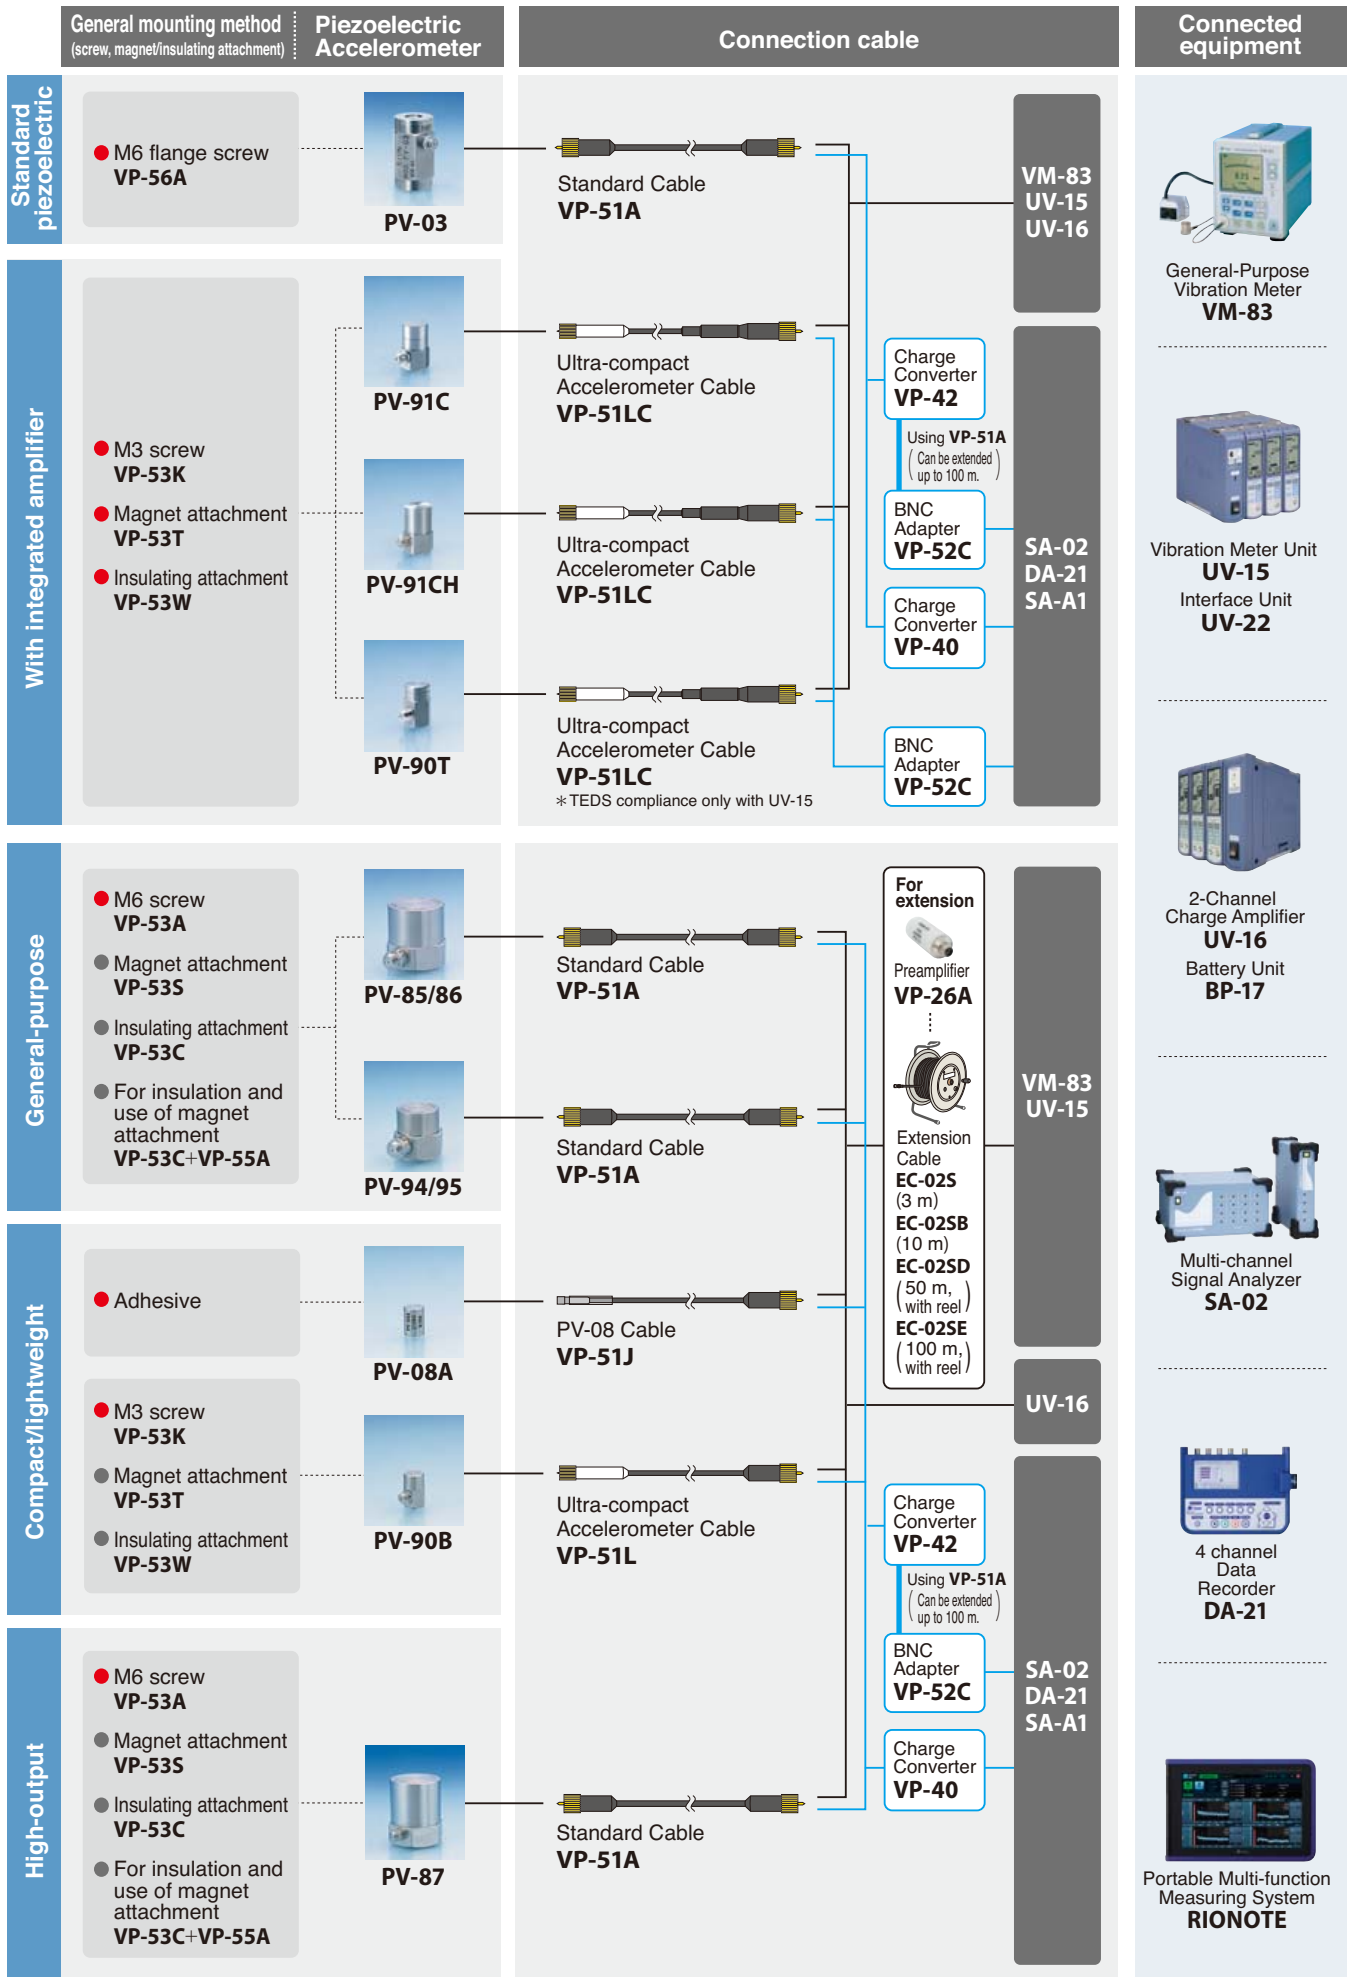 General mounting method
(screw, magnet/insulating attachment)
Piezoelectric
Accelerometer
Connection cable
Connected
equipment
Standard
piezoelectric
M6 flange screw
VP-56A
PV-03
Standard Cable
VP-51A
VM-83
UV-15
UV-16
With integrated amplifier
M3 screw
VP-53K
Magnet attachment
VP-53T
Insulating attachment
VP-53W
PV-91C
Ultra-compact
Accelerometer Cable
VP-51LC
PV-91CH
Ultra-compact
Accelerometer Cable
VP-51LC
PV-90T
Ultra-compact
Accelerometer Cable
VP-51LC
＊TEDS compliance only with UV-15
Charge
Converter
VP-42
Using VP-51A
(Can be extended
up to 100 m.)
BNC
Adapter
VP-52C
Charge
Converter
VP-40
BNC
Adapter
VP-52C
SA-02
DA-21
SA-A1
General-purpose
M6 screw
VP-53A
Magnet attachment
VP-53S
Insulating attachment
VP-53C
For insulation and
use of magnet
attachment
VP-53C+VP-55A
PV-85/86
Standard Cable
VP-51A
PV-94/95
Standard Cable
VP-51A
For
extension
Preamplifier
VP-26A
Extension
Cable
EC-02S
(3 m)
EC-02SB
(10 m)
EC-02SD
(50 m,
with reel)
EC-02SE
(100 m,
with reel)
VM-83
UV-15
Compact/lightweight
Adhesive
PV-08A
PV-08 Cable
VP-51J
M3 screw
VP-53K
Magnet attachment
VP-53T
Insulating attachment
VP-53W
PV-90B
Ultra-compact
Accelerometer Cable
VP-51L
UV-16
Charge
Converter
VP-42
Using VP-51A
(Can be extended
up to 100 m.)
BNC
Adapter
VP-52C
Charge
Converter
VP-40
SA-02
DA-21
SA-A1
High-output
M6 screw
VP-53A
Magnet attachment
VP-53S
Insulating attachment
VP-53C
For insulation and
use of magnet
attachment
VP-53C+VP-55A
PV-87
Standard Cable
VP-51A
General-Purpose
Vibration Meter
VM-83
Vibration Meter Unit
UV-15
Interface Unit
UV-22
2-Channel
Charge Amplifier
UV-16
Battery Unit
BP-17
Multi-channel
Signal Analyzer
SA-02
4 channel
Data
Recorder
DA-21
Portable Multi-function
Measuring System
RIONOTE